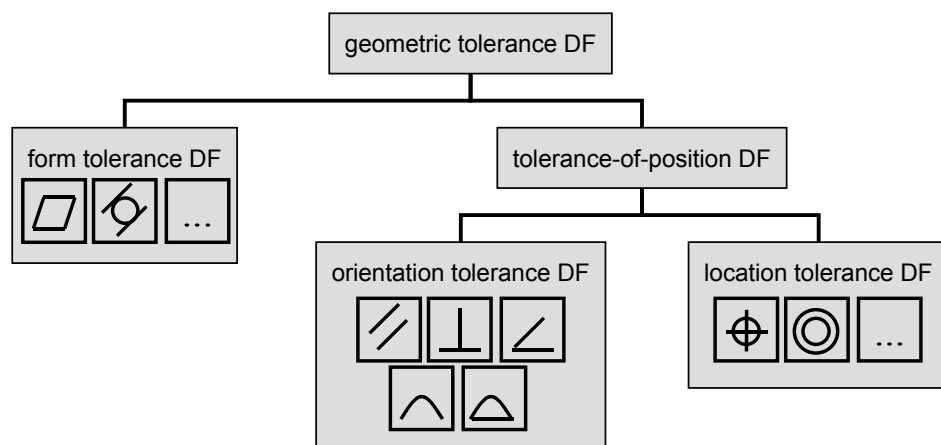 geometric tolerance DF
form tolerance DF
...
tolerance-of-position DF
orientation tolerance DF
location tolerance DF
...